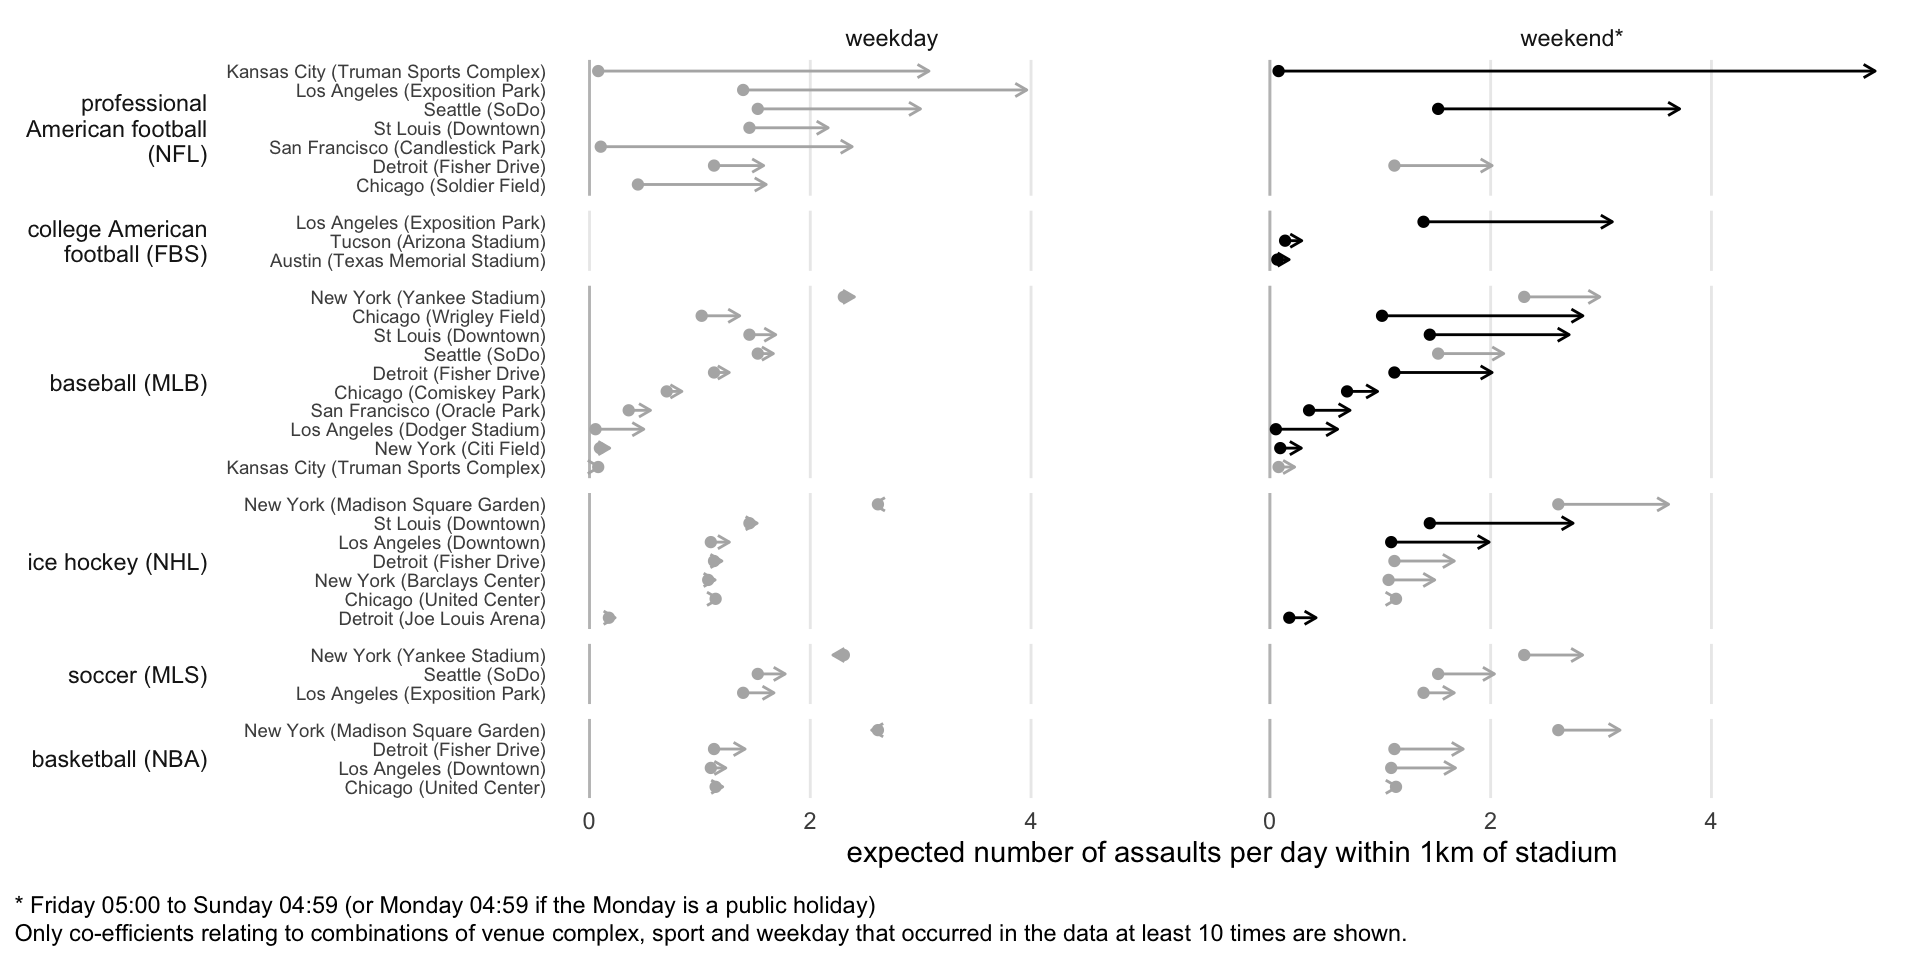 weekday
weekend*
professional
American football
(NFL)
Kansas City (Truman Sports Complex)
Los Angeles (Exposition Park)
Seattle (SoDo)
St Louis (Downtown)
San Francisco (Candlestick Park)
Detroit (Fisher Drive)
Chicago (Soldier Field)
college American
football (FBS)
Los Angeles (Exposition Park)
Tucson (Arizona Stadium)
Austin (Texas Memorial Stadium)
baseball (MLB)
New York (Yankee Stadium)
Chicago (Wrigley Field)
St Louis (Downtown)
Seattle (SoDo)
Detroit (Fisher Drive)
Chicago (Comiskey Park)
San Francisco (Oracle Park)
Los Angeles (Dodger Stadium)
New York (Citi Field)
Kansas City (Truman Sports Complex)
ice hockey (NHL)
New York (Madison Square Garden)
St Louis (Downtown)
Los Angeles (Downtown)
Detroit (Fisher Drive)
New York (Barclays Center)
Chicago (United Center)
Detroit (Joe Louis Arena)
soccer (MLS)
New York (Yankee Stadium)
Seattle (SoDo)
Los Angeles (Exposition Park)
basketball (NBA)
New York (Madison Square Garden)
Detroit (Fisher Drive)
Los Angeles (Downtown)
Chicago (United Center)
0 2 4
0 2 4
expected number of assaults per day within 1km of stadium
* Friday 05:00 to Sunday 04:59 (or Monday 04:59 if the Monday is a public holiday)
Only co-efficients relating to combinations of venue complex, sport and weekday that occurred in the data at least 10 times are shown.